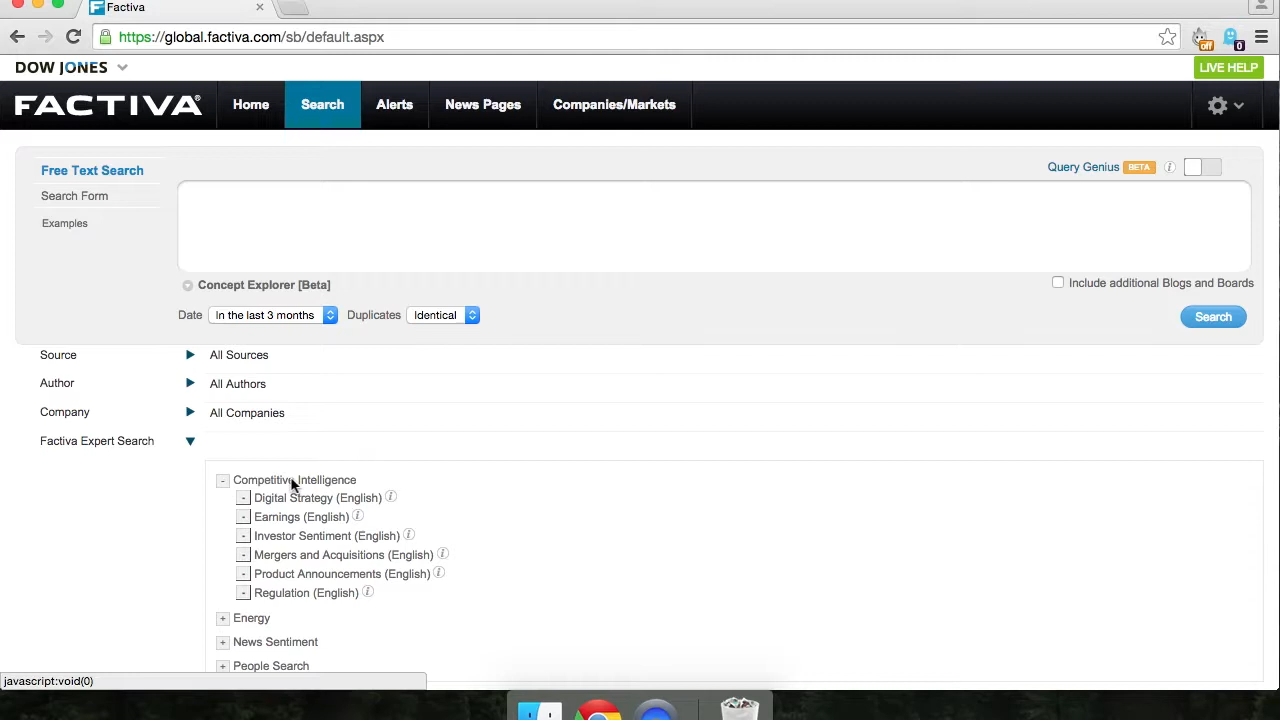 Factiva
https://global.factiva.com/sb/default.aspx
off
0
DOW JONES
LIVE HELP
FACTIVA
Home
Search
Alerts
News Pages
Companies/Markets
Free Text Search
Query Genius BETA i
Search Form
Examples
Concept Explorer [Beta]
Include additional Blogs and Boards
Date In the last 3 months Duplicates Identical
Search
Source All Sources
Author All Authors
Company All Companies
Factiva Expert Search
- Competitive Intelligence
- Digital Strategy (English) i
- Earnings (English) i
- Investor Sentiment (English) i
- Mergers and Acquisitions (English) i
- Product Announcements (English) i
- Regulation (English) i
+ Energy
+ News Sentiment
+ People Search
javascript:void(0)